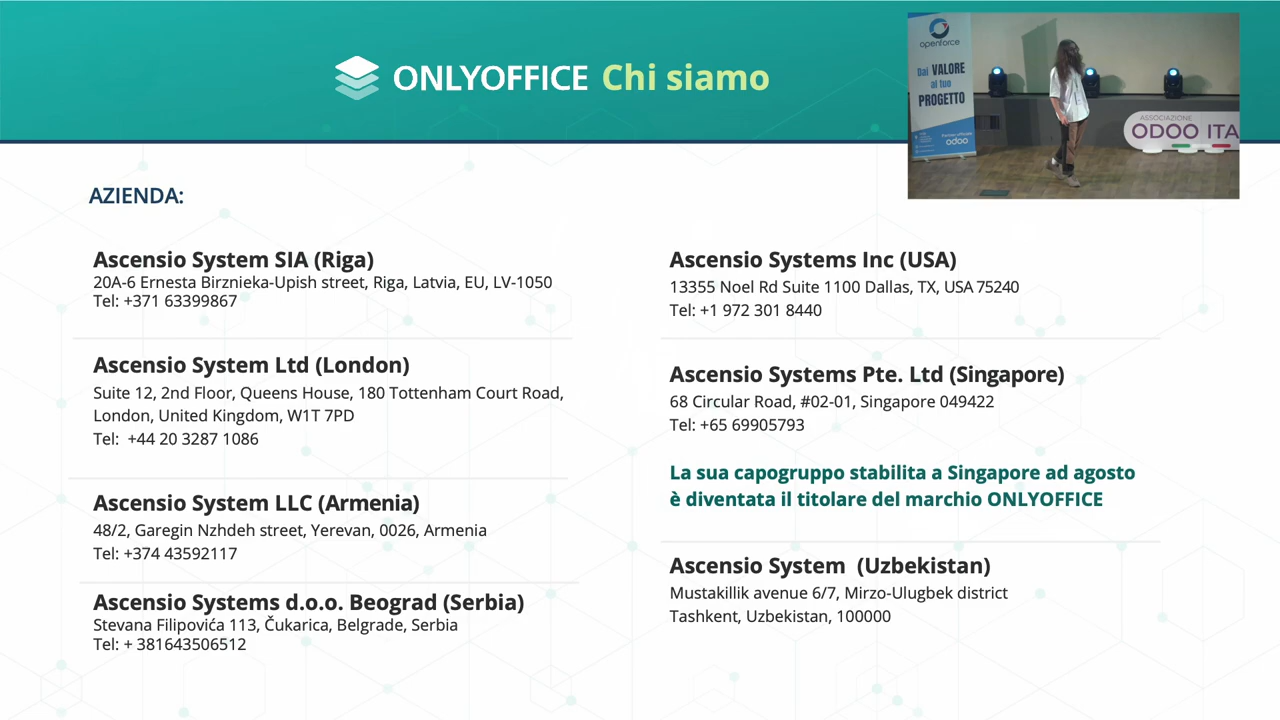 ONLYOFFICE Chi siamo
openforce
Dai VALORE
al tuo
PROGETTO
odoo
ASSOCIAZIONE
ODOO ITA
AZIENDA:
Ascensio System SIA (Riga)
20A-6 Ernesta Birznieka-Upish street, Riga, Latvia, EU, LV-1050
Tel: +371 63399867
Ascensio System Ltd (London)
Suite 12, 2nd Floor, Queens House, 180 Tottenham Court Road,
London, United Kingdom, W1T 7PD
Tel:  +44 20 3287 1086
Ascensio System LLC (Armenia)
48/2, Garegin Nzhdeh street, Yerevan, 0026, Armenia
Tel: +374 43592117
Ascensio Systems d.o.o. Beograd (Serbia)
Stevana Filipovića 113, Čukarica, Belgrade, Serbia
Tel: + 381643506512
Ascensio Systems Inc (USA)
13355 Noel Rd Suite 1100 Dallas, TX, USA 75240
Tel: +1 972 301 8440
Ascensio Systems Pte. Ltd (Singapore)
68 Circular Road, #02-01, Singapore 049422
Tel: +65 69905793
La sua capogruppo stabilita a Singapore ad agosto
è diventata il titolare del marchio ONLYOFFICE
Ascensio System  (Uzbekistan)
Mustakillik avenue 6/7, Mirzo-Ulugbek district
Tashkent, Uzbekistan, 100000